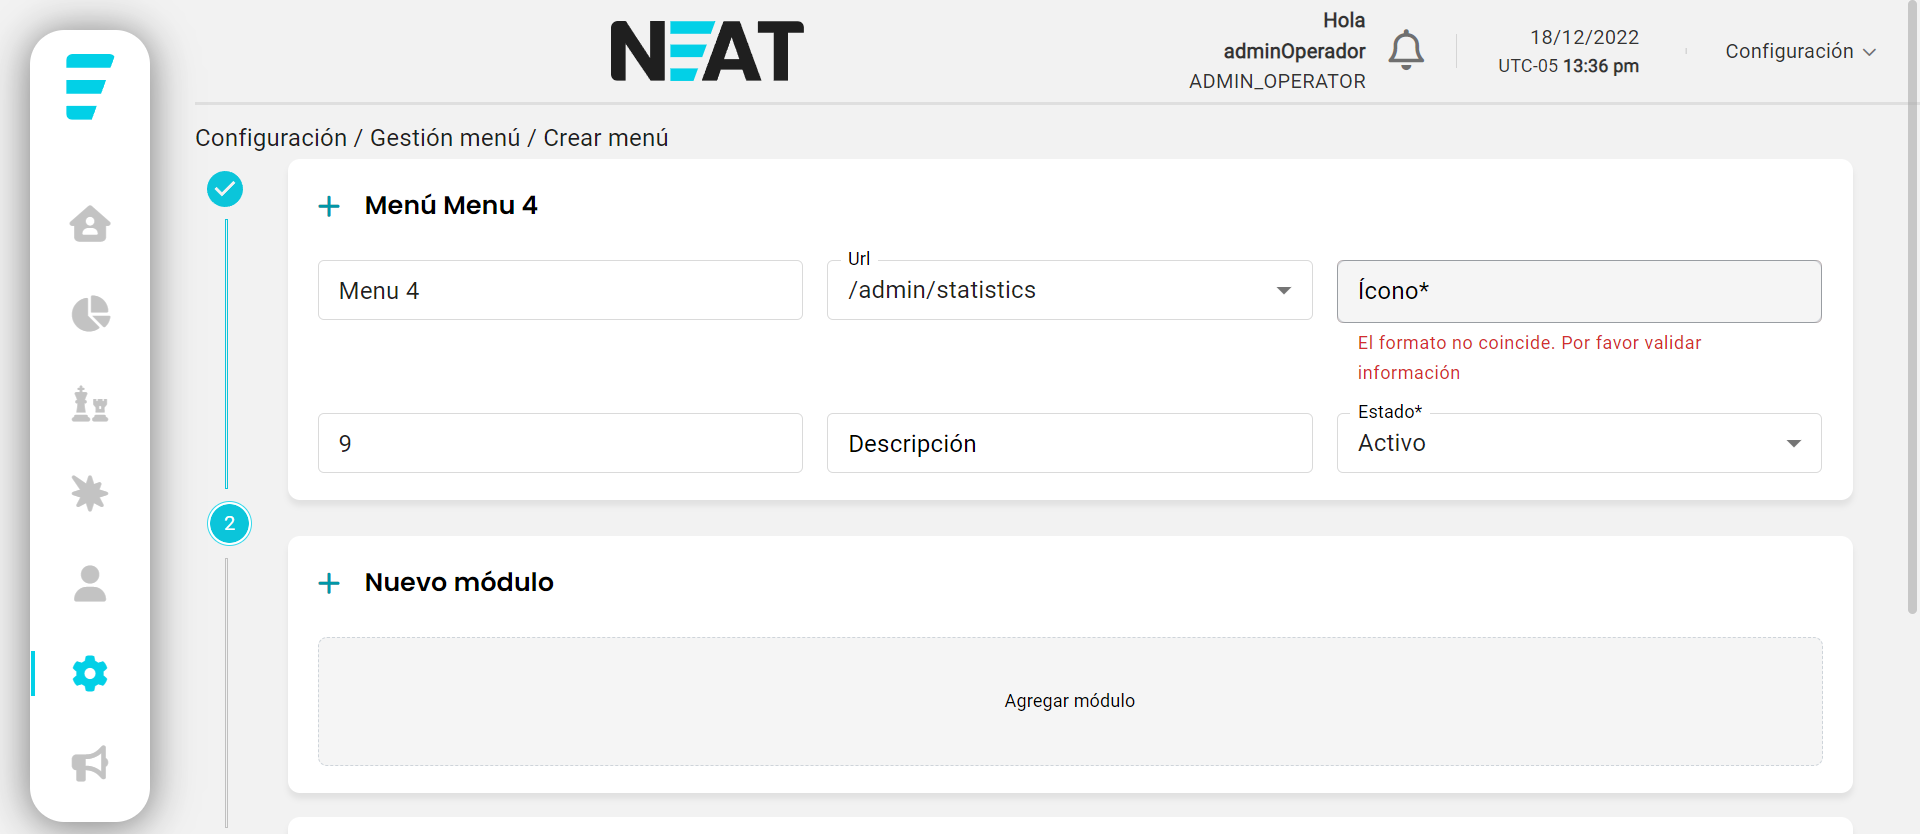 NEAT
Hola
adminOperador
ADMIN_OPERATOR
18/12/2022
UTC-05 13:36 pm
Configuración
Configuración / Gestión menú / Crear menú
Menú Menu 4
Menu 4
Url
/admin/statistics
Ícono*
El formato no coincide. Por favor validar
información
9
Descripción
Estado*
Activo
2
Nuevo módulo
Agregar módulo